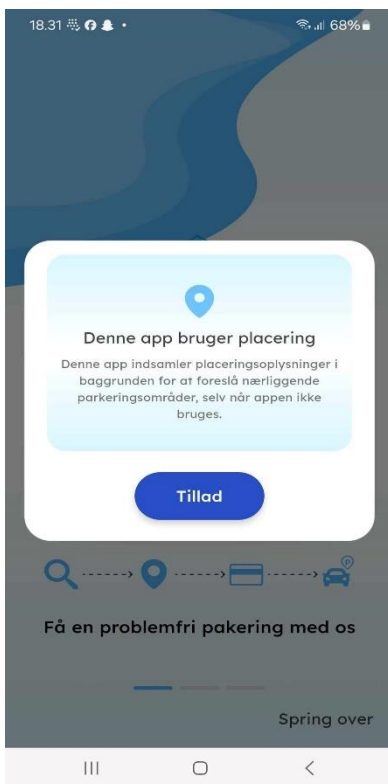 18.31 68%
Denne app bruger placering
Denne app indsamler placeringsoplysninger i
baggrunden for at foreslå nærliggende
parkeringsområder, selv når appen ikke
bruges.
Tillad
P
Få en problemfri pakering med os
Spring over